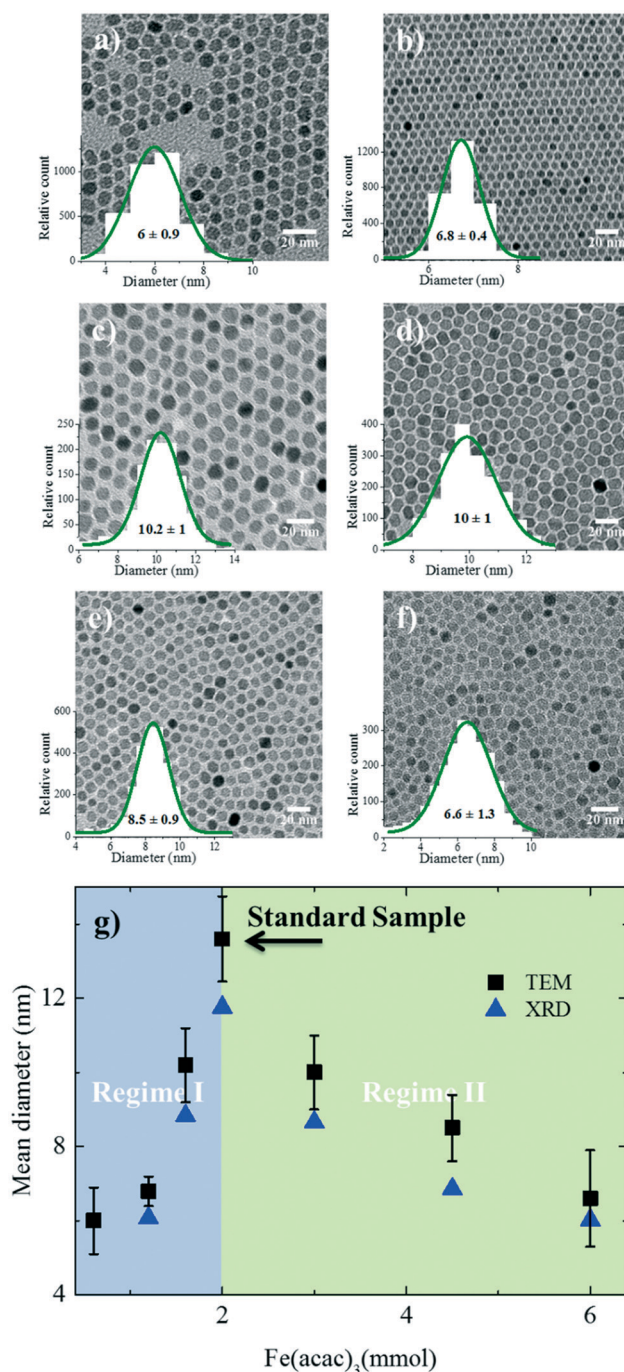 a)
Relative count
1000
500
0
6 ± 0.9
20 nm
4 6 8 10
Diameter (nm)
b)
Relative count
1200
800
400
0
6.8 ± 0.4
20 nm
6 8
Diameter (nm)
c)
Relative count
250
200
150
100
50
0
10.2 ± 1
20 nm
6 8 10 12 14
Diameter (nm)
d)
Relative count
400
300
200
100
0
10 ± 1
20 nm
8 10 12
Diameter (nm)
e)
Relative count
600
400
200
0
8.5 ± 0.9
20 nm
4 6 8 10 12
Diameter (nm)
f)
Relative count
300
200
100
0
6.6 ± 1.3
20 nm
2 4 6 8 10
Diameter (nm)
g)
Standard Sample
TEM
XRD
Regime I
Regime II
Mean diameter (nm)
12
8
4
2 4 6
Fe(acac)3(mmol)